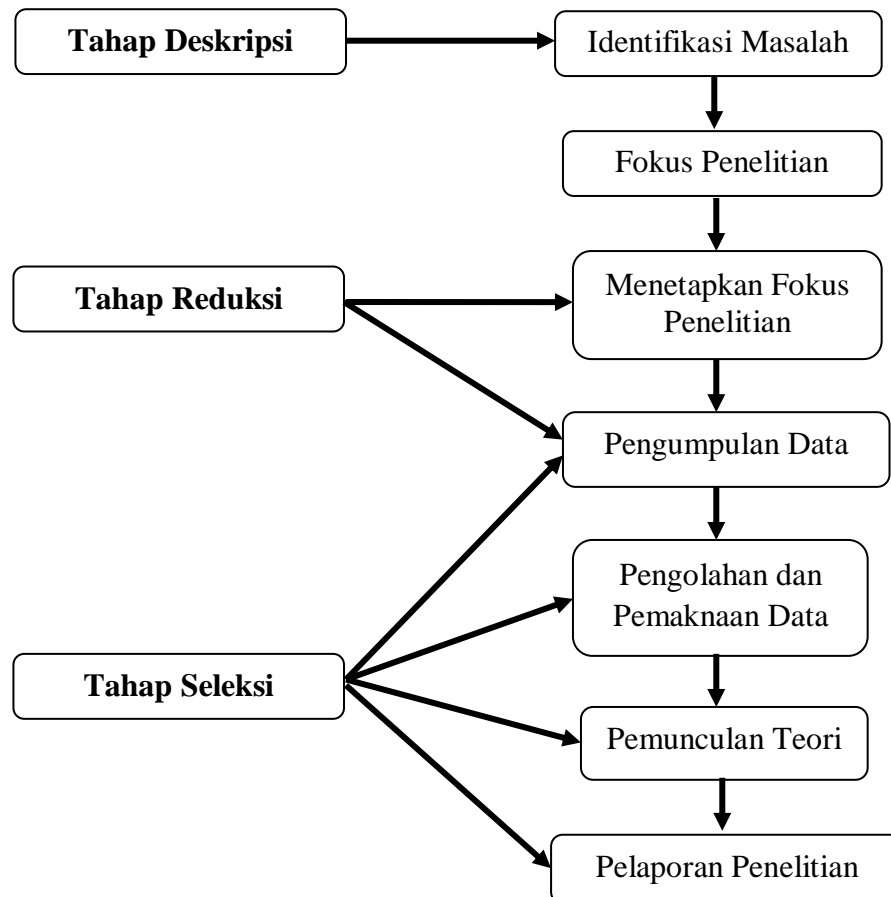 Tahap Deskripsi
Identifikasi Masalah
Fokus Penelitian
Tahap Reduksi
Menetapkan Fokus
Penelitian
Pengumpulan Data
Pengolahan dan
Pemaknaan Data
Tahap Seleksi
Pemunculan Teori
Pelaporan Penelitian